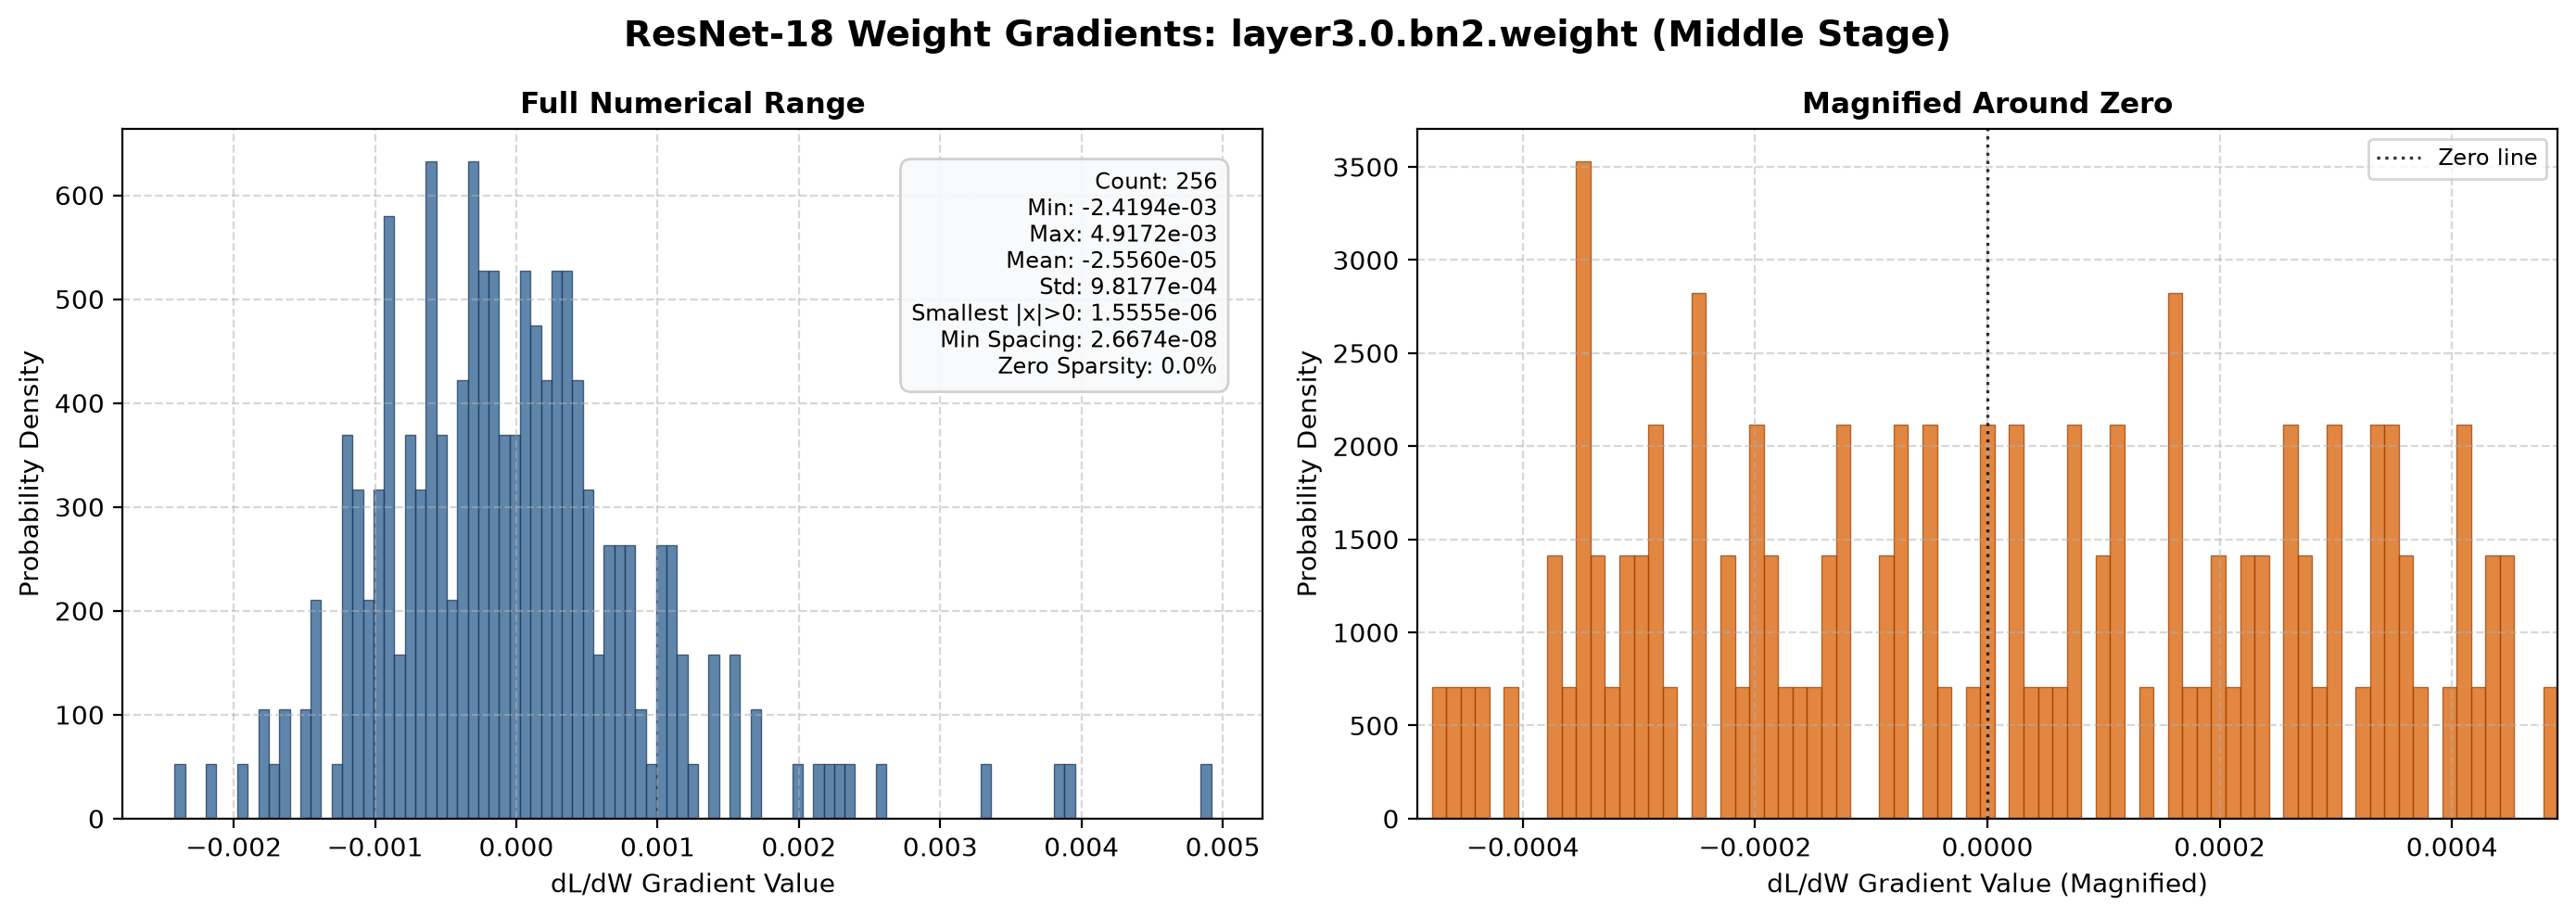 ResNet-18 Weight Gradients: layer3.0.bn2.weight (Middle Stage)
Full Numerical Range
Probability Density
600
500
400
300
200
100
0
Count: 256
Min: -2.4194e-03
Max: 4.9172e-03
Mean: -2.5560e-05
Std: 9.8177e-04
Smallest |x|>0: 1.5555e-06
Min Spacing: 2.6674e-08
Zero Sparsity: 0.0%
−0.002 −0.001 0.000 0.001 0.002 0.003 0.004 0.005
dL/dW Gradient Value
Magnified Around Zero
Probability Density
3500
3000
2500
2000
1500
1000
500
0
Zero line
−0.0004 −0.0002 0.0000 0.0002 0.0004
dL/dW Gradient Value (Magnified)